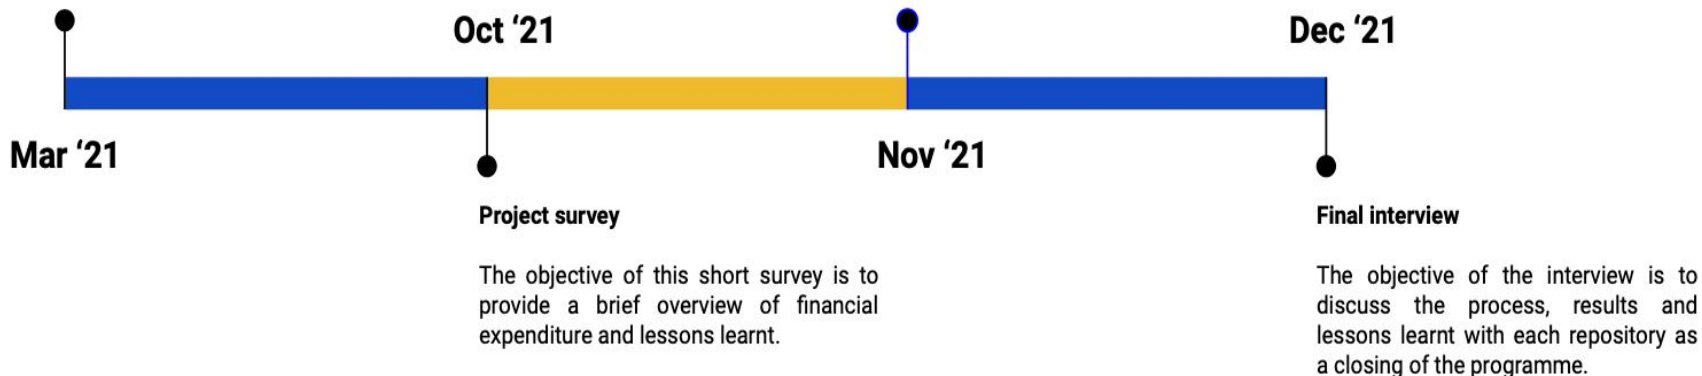 Oct ‘21
Dec ‘21
Mar ‘21
Nov ‘21
Project survey
The objective of this short survey is to
provide a brief overview of financial
expenditure and lessons learnt.
Final interview
The objective of the interview is to
discuss the process, results and
lessons learnt with each repository as
a closing of the programme.